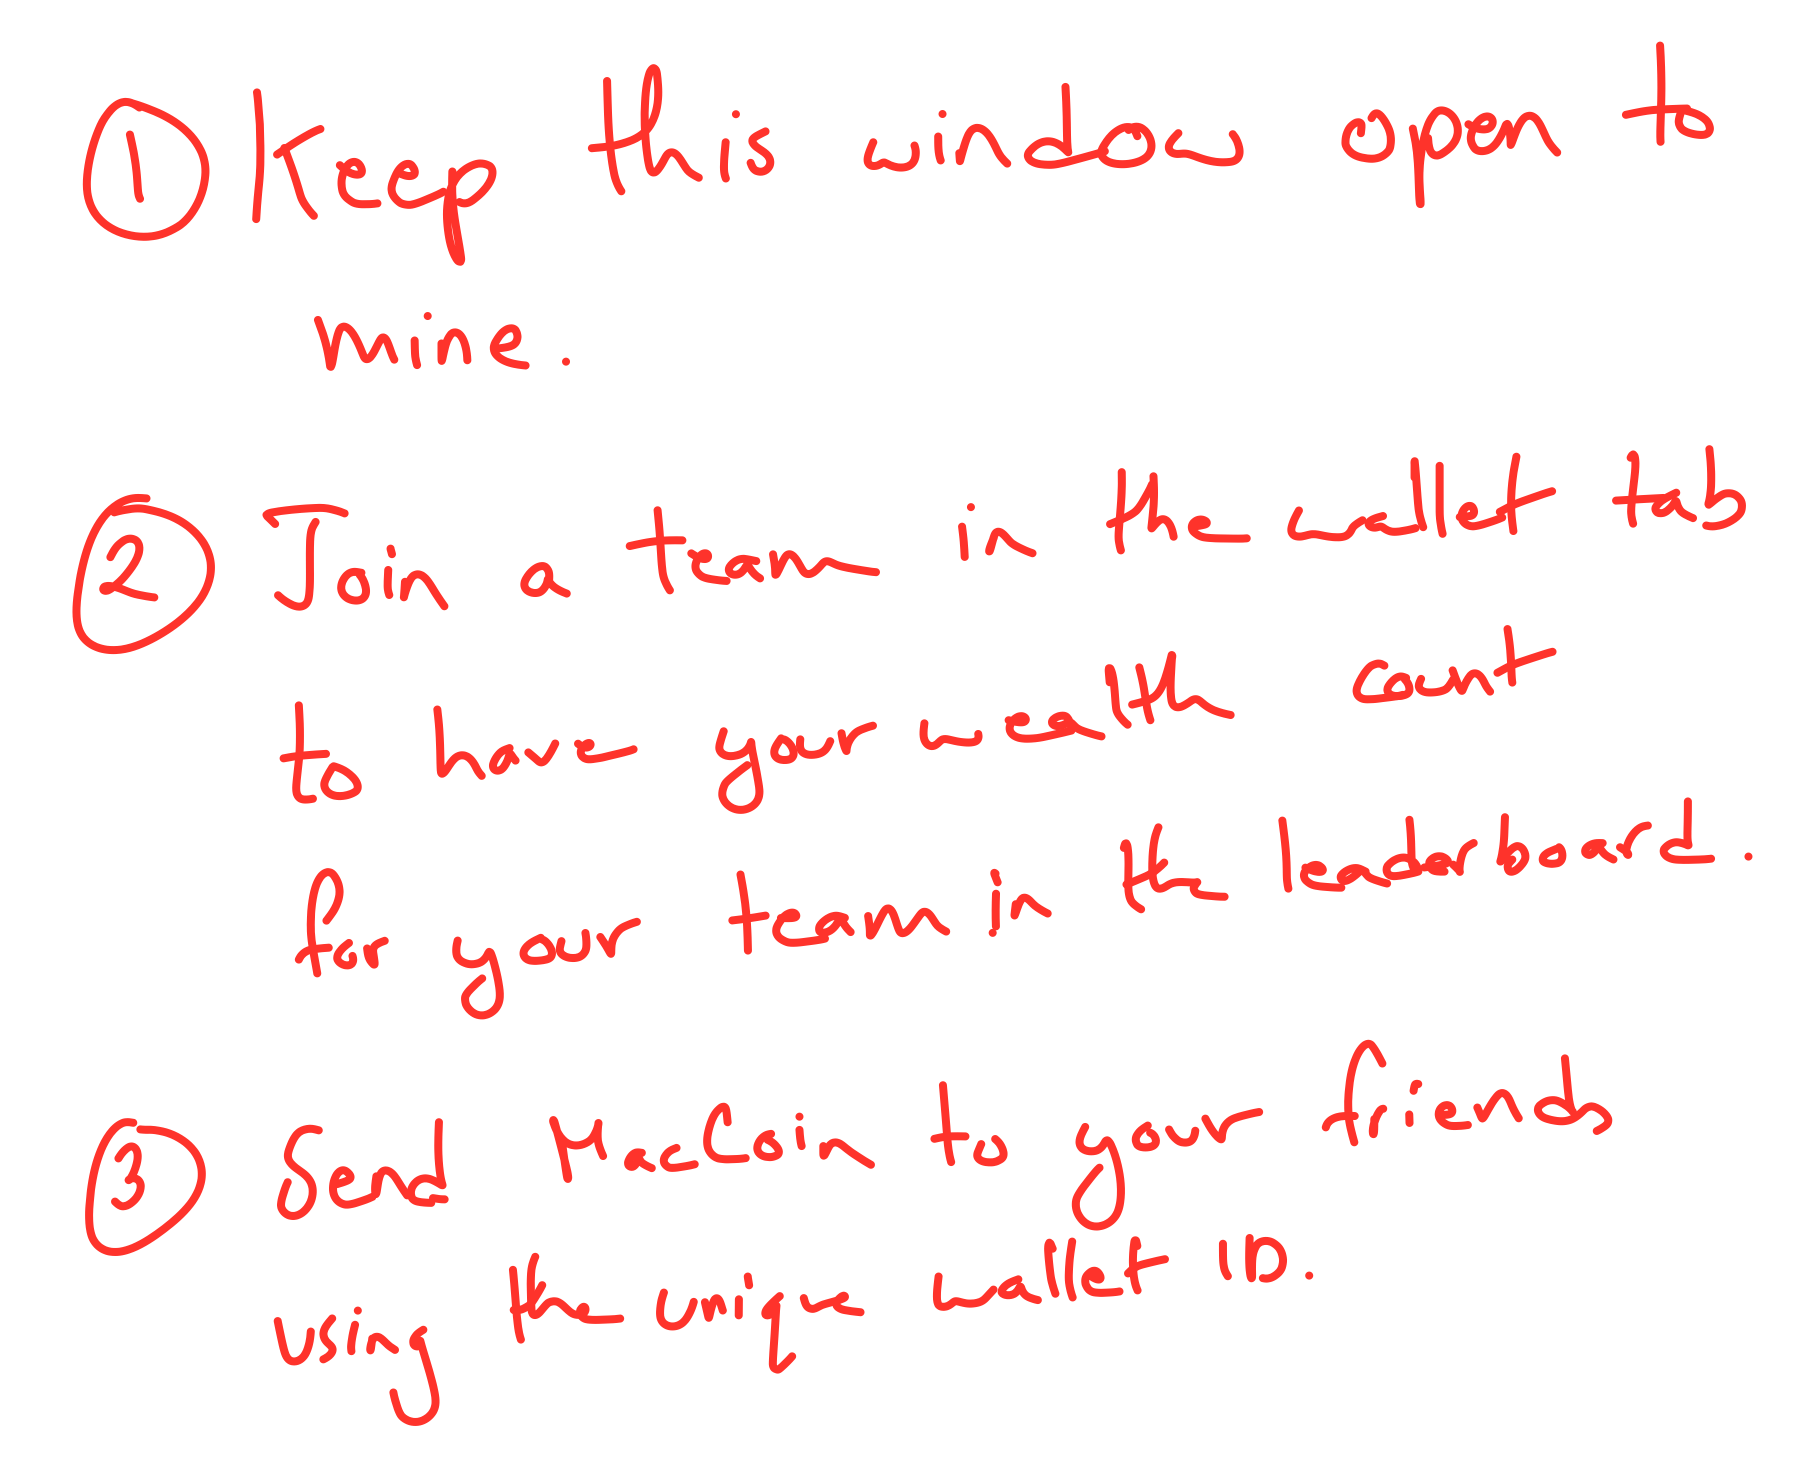 1 Keep this window open to
mine.
2 Join a team in the wallet tab
to have your wealth count
for your team in the leaderboard.
3 Send MacCoin to your friends
using the unique wallet ID.